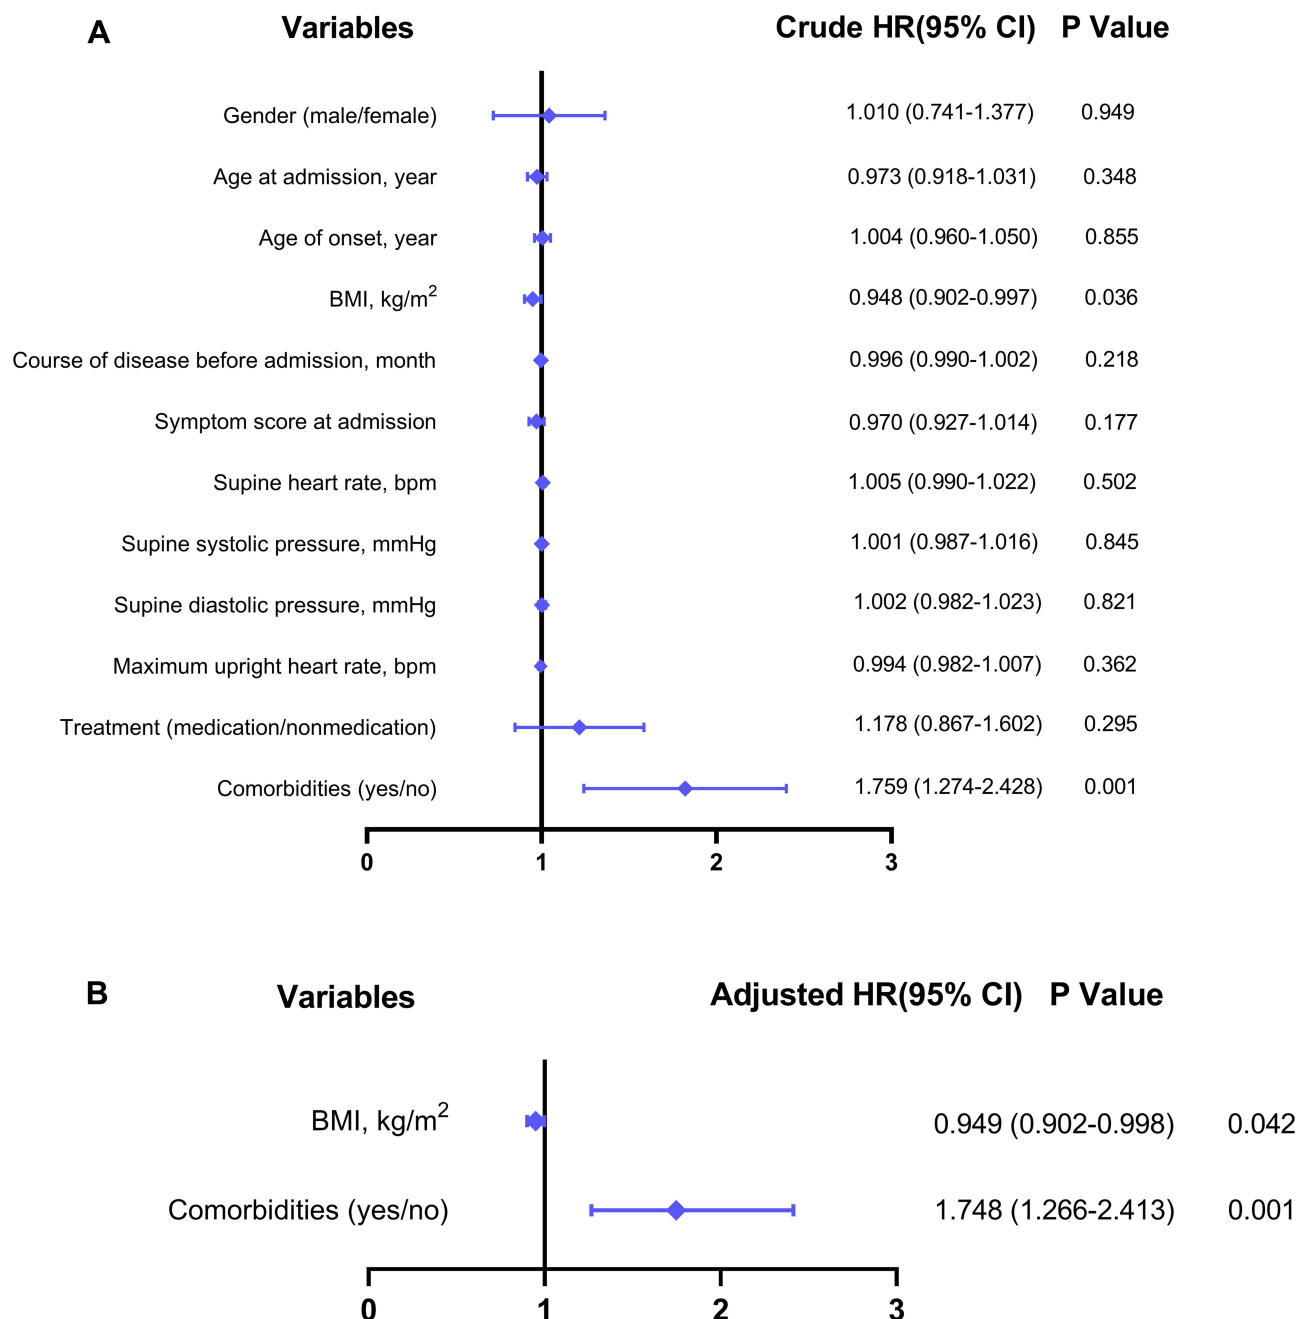 A Variables Crude HR(95% CI) P Value
Gender (male/female) 1.010 (0.741-1.377) 0.949
Age at admission, year 0.973 (0.918-1.031) 0.348
Age of onset, year 1.004 (0.960-1.050) 0.855
BMI, kg/m² 0.948 (0.902-0.997) 0.036
Course of disease before admission, month 0.996 (0.990-1.002) 0.218
Symptom score at admission 0.970 (0.927-1.014) 0.177
Supine heart rate, bpm 1.005 (0.990-1.022) 0.502
Supine systolic pressure, mmHg 1.001 (0.987-1.016) 0.845
Supine diastolic pressure, mmHg 1.002 (0.982-1.023) 0.821
Maximum upright heart rate, bpm 0.994 (0.982-1.007) 0.362
Treatment (medication/nonmedication) 1.178 (0.867-1.602) 0.295
Comorbidities (yes/no) 1.759 (1.274-2.428) 0.001
0 1 2 3
B Variables Adjusted HR(95% CI) P Value
BMI, kg/m² 0.949 (0.902-0.998) 0.042
Comorbidities (yes/no) 1.748 (1.266-2.413) 0.001
0 1 2 3